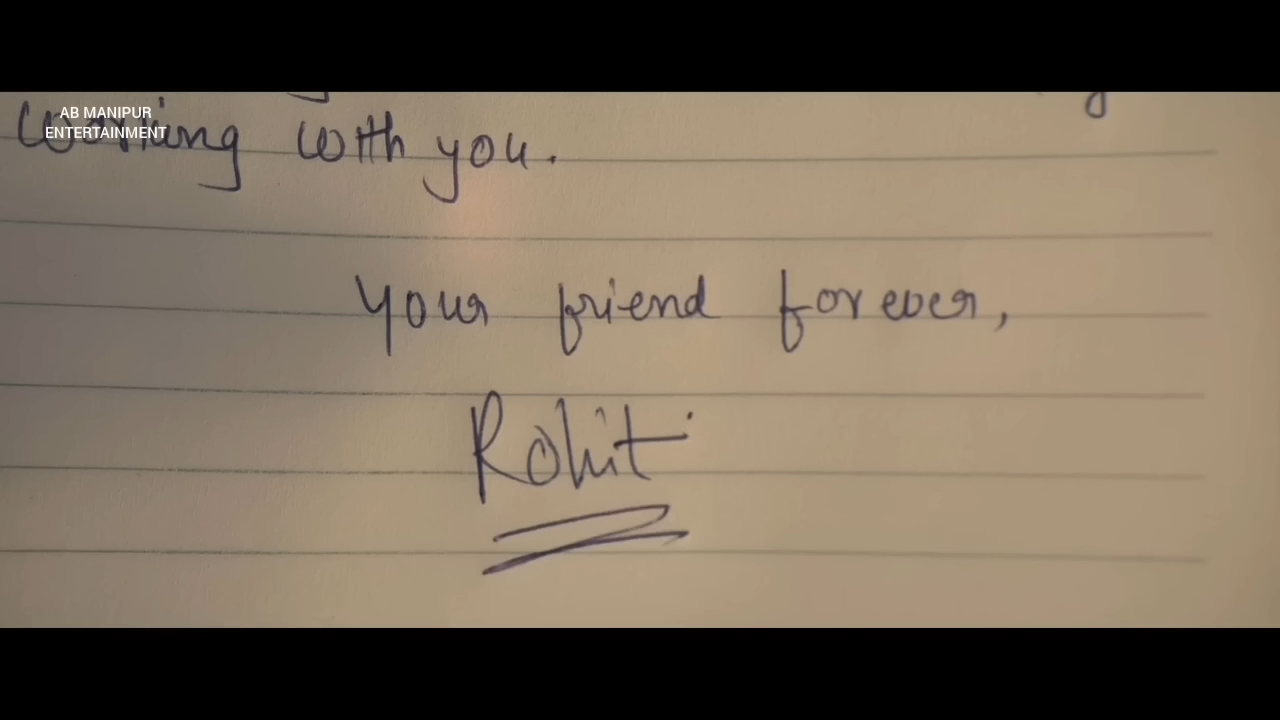 AB MANIPUR
ENTERTAINMENT
working with you.
Your friend forever,
Rohit